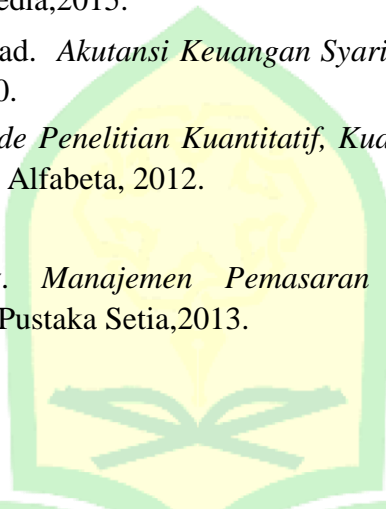 edia,2015.
ad. Akutansi Keuangan Syari
0.
de Penelitian Kuantitatif, Kua
Alfabeta, 2012.
. Manajemen Pemasaran
Pustaka Setia,2013.